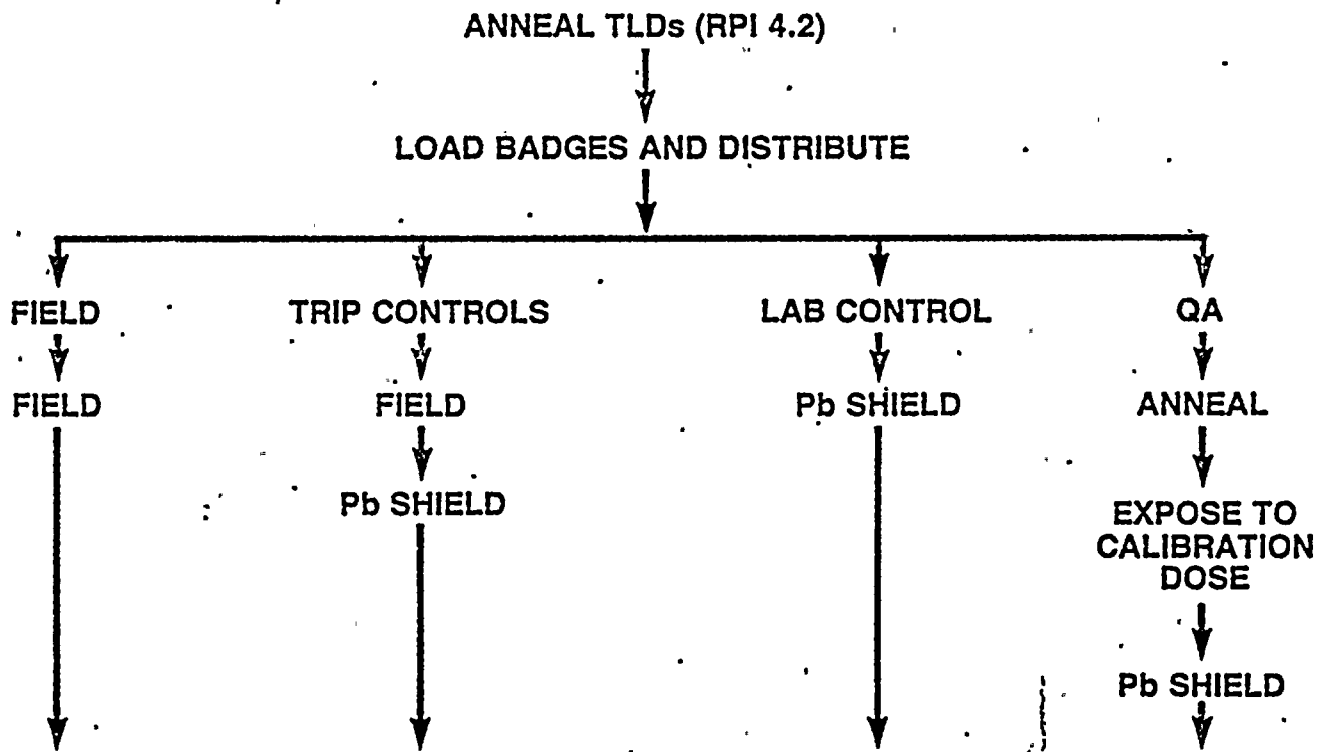 ANNEAL TLDs (RPI 4.2)
LOAD BADGES AND DISTRIBUTE
FIELD
TRIP CONTROLS
LAB CONTROL
QA
FIELD
FIELD
Pb SHIELD
ANNEAL
Pb SHIELD
EXPOSE TO
CALIBRATION
DOSE
Pb SHIELD